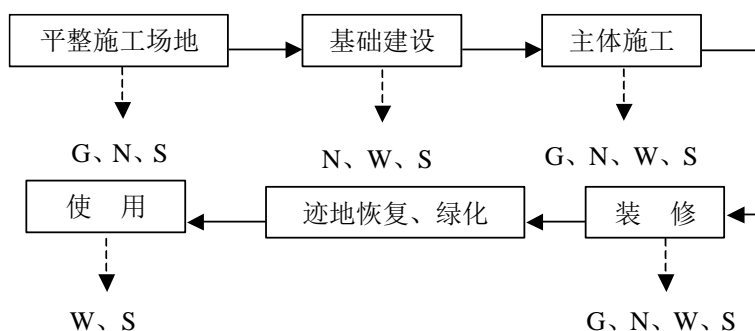 平整施工场地 基础建设 主体施工
G、N、S N、W、S G、N、W、S
使 用 迹地恢复、绿化 装 修
W、S G、N、W、S